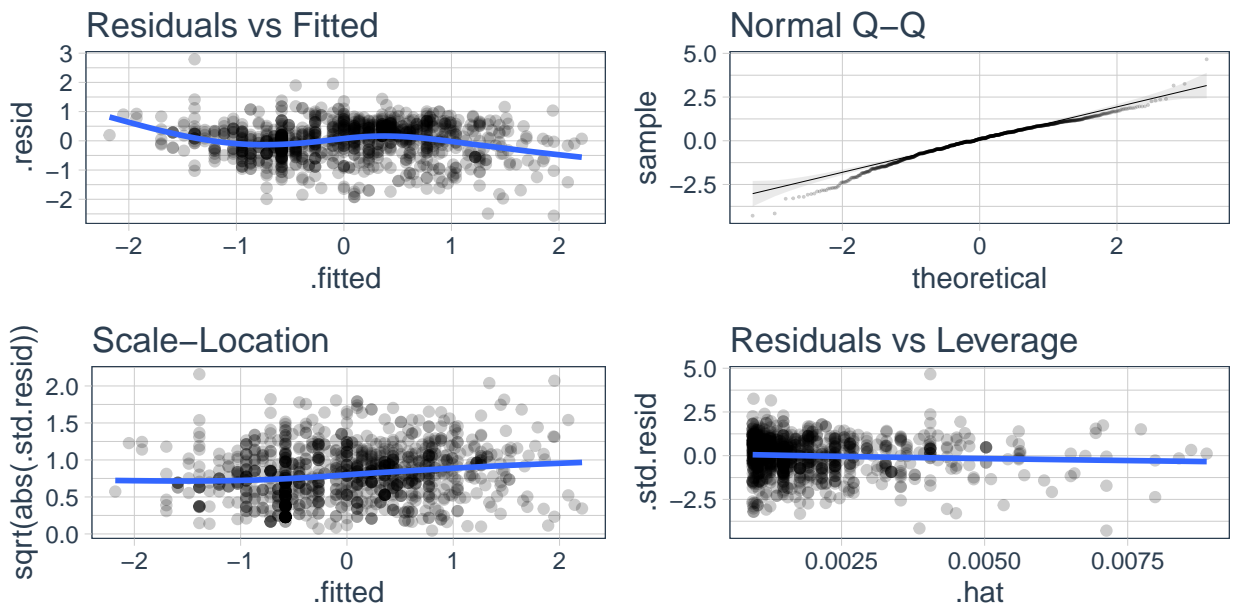 Residuals vs Fitted
3
2
1
0
−1
−2
.resid
−2 −1 0 1 2
.fitted
Normal Q−Q
5.0
2.5
0.0
−2.5
sample
−2 0 2
theoretical
Scale−Location
2.0
1.5
1.0
0.5
0.0
sqrt(abs(.std.resid))
−2 −1 0 1 2
.fitted
Residuals vs Leverage
5.0
2.5
0.0
−2.5
.std.resid
0.0025 0.0050 0.0075
.hat